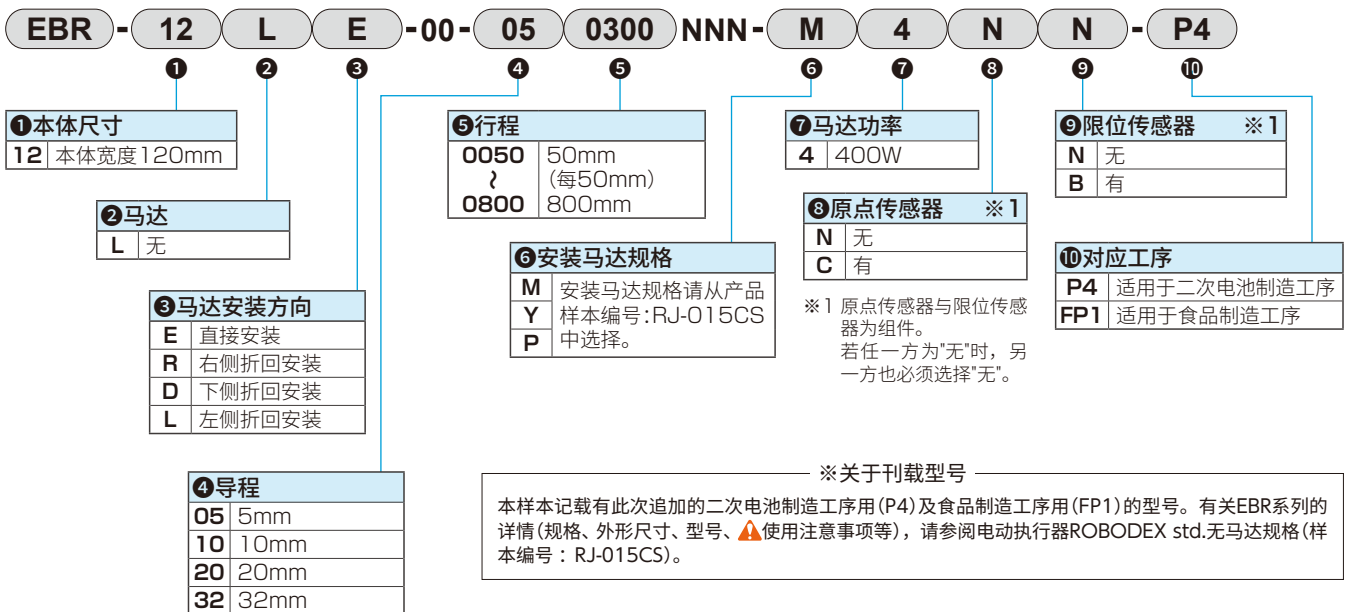 EBR-12LE-00-050300NNN-M4NN-P4
❶ ❷ ❸ ❹ ❺ ❻ ❼ ❽ ❾ ❿
❶本体尺寸
12 本体宽度120mm
❷马达
L 无
❸马达安装方向
E 直接安装
R 右侧折回安装
D 下侧折回安装
L 左侧折回安装
❹导程
05 5mm
10 10mm
20 20mm
32 32mm
❺行程
0050 50mm
~ (每50mm)
0800 800mm
❻安装马达规格
M 安装马达规格请从产品
Y 样本编号:RJ-015CS
P 中选择。
❼马达功率
4 400W
❽原点传感器 ※1
N 无
C 有
※1 原点传感器与限位传感
器为组件。
若任一方为"无"时，另
一方也必须选择"无"。
❾限位传感器 ※1
N 无
B 有
❿对应工序
P4 适用于二次电池制造工序
FP1 适用于食品制造工序
※关于刊载型号
本样本记载有此次追加的二次电池制造工序用(P4)及食品制造工序用(FP1)的型号。有关EBR系列的
详情(规格、外形尺寸、型号、使用注意事项等)，请参阅电动执行器ROBODEX std.无马达规格(样
本编号：RJ-015CS)。